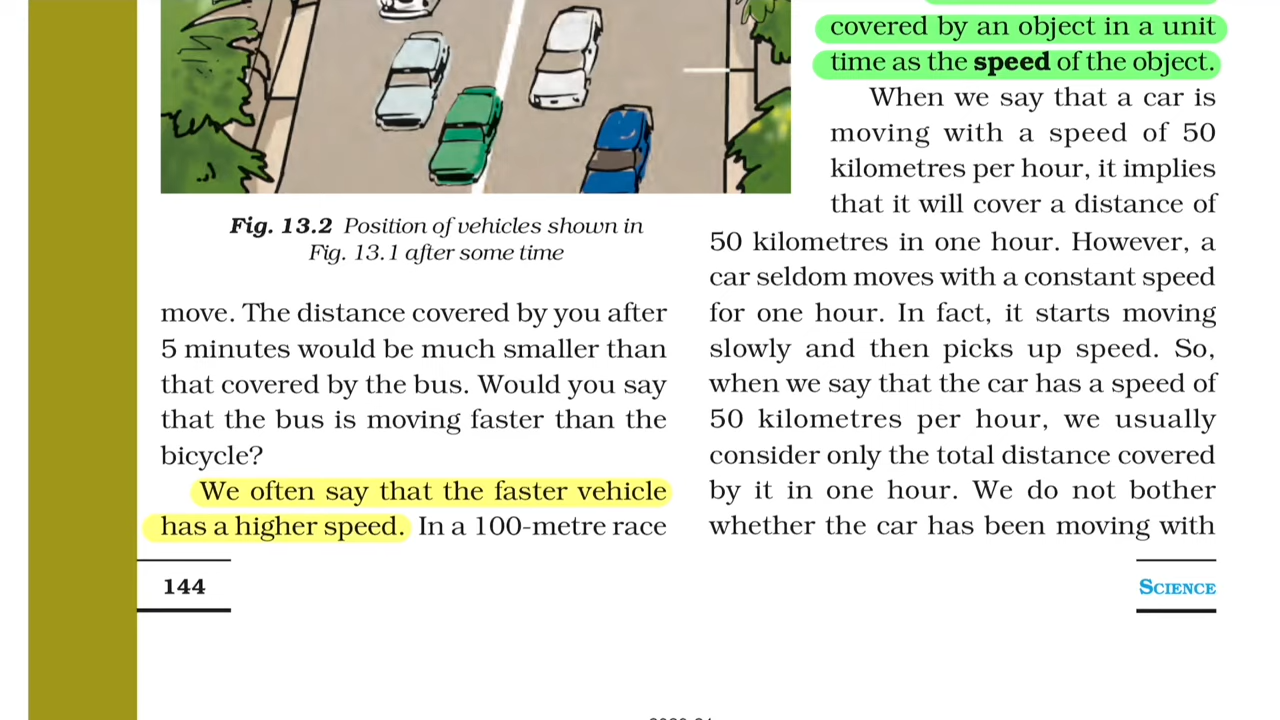 Fig. 13.2 Position of vehicles shown in
Fig. 13.1 after some time
move. The distance covered by you after
5 minutes would be much smaller than
that covered by the bus. Would you say
that the bus is moving faster than the
bicycle?
We often say that the faster vehicle
has a higher speed. In a 100-metre race
covered by an object in a unit
time as the speed of the object.
When we say that a car is
moving with a speed of 50
kilometres per hour, it implies
that it will cover a distance of
50 kilometres in one hour. However, a
car seldom moves with a constant speed
for one hour. In fact, it starts moving
slowly and then picks up speed. So,
when we say that the car has a speed of
50 kilometres per hour, we usually
consider only the total distance covered
by it in one hour. We do not bother
whether the car has been moving with
144
SCIENCE